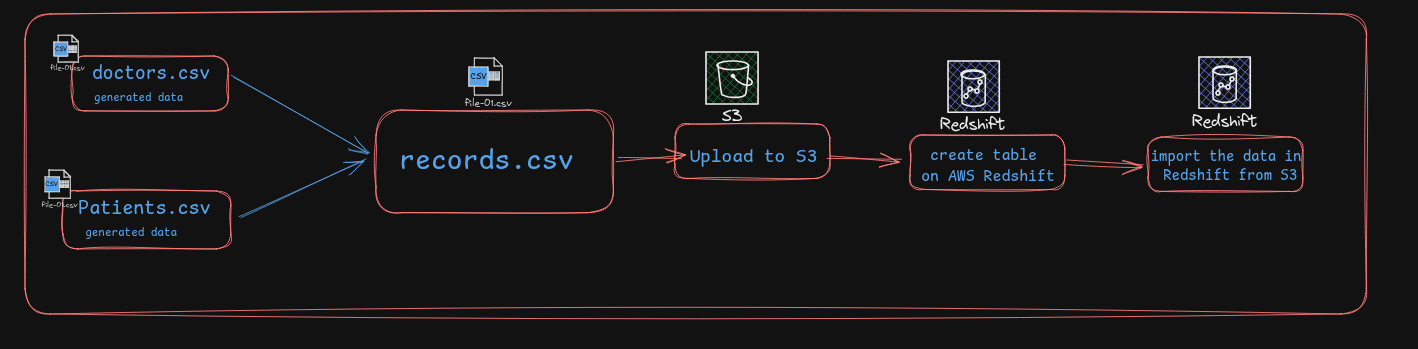 CSV
file-01.csv
doctors.csv
generated data
CSV
file-01.csv
Patients.csv
generated data
CSV
file-01.csv
records.csv
S3
Upload to S3
Redshift
create table
on AWS Redshift
Redshift
import the data in
Redshift from S3